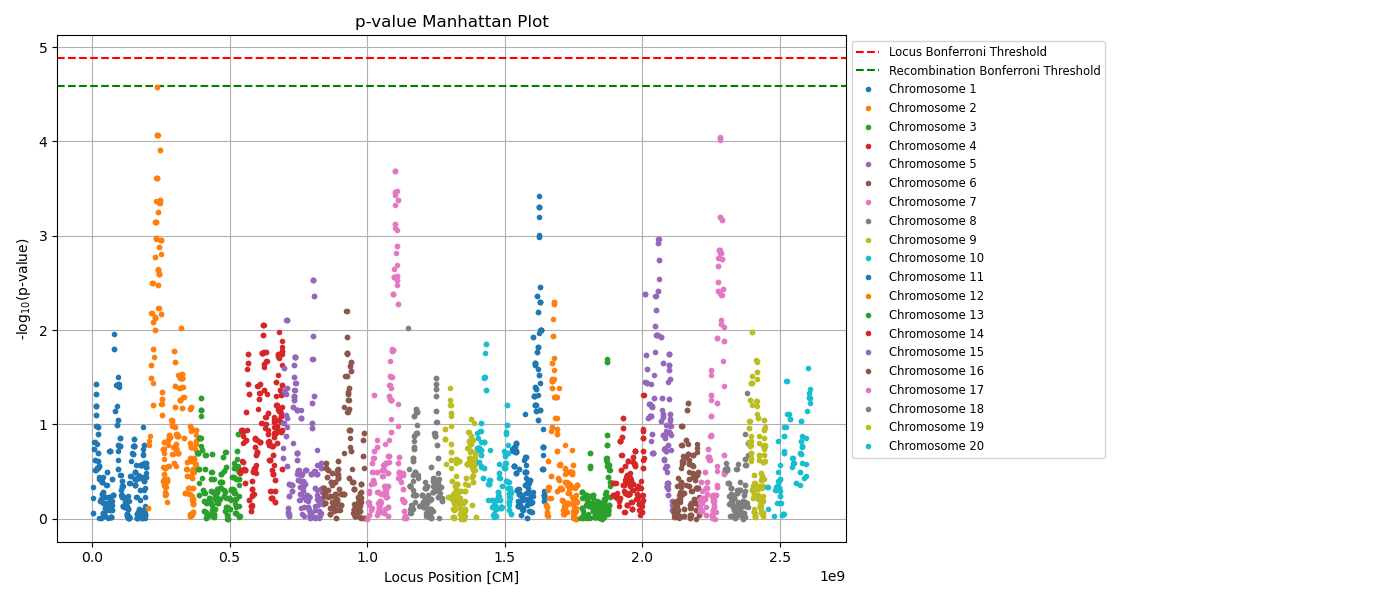 p-value Manhattan Plot
5
4
3
2
1
0
-log10(p-value)
0.0
0.5
1.0
1.5
2.0
2.5
1e9
Locus Position [CM]
Locus Bonferroni Threshold
Recombination Bonferroni Threshold
Chromosome 1
Chromosome 2
Chromosome 3
Chromosome 4
Chromosome 5
Chromosome 6
Chromosome 7
Chromosome 8
Chromosome 9
Chromosome 10
Chromosome 11
Chromosome 12
Chromosome 13
Chromosome 14
Chromosome 15
Chromosome 16
Chromosome 17
Chromosome 18
Chromosome 19
Chromosome 20